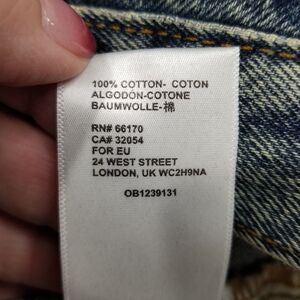 100% COTTON- COTON
ALGODÓN-COTONE
BAUMWOLLE-棉
RN# 66170
CA# 32054
FOR EU
24 WEST STREET
LONDON, UK WC2H9NA
OB1239131